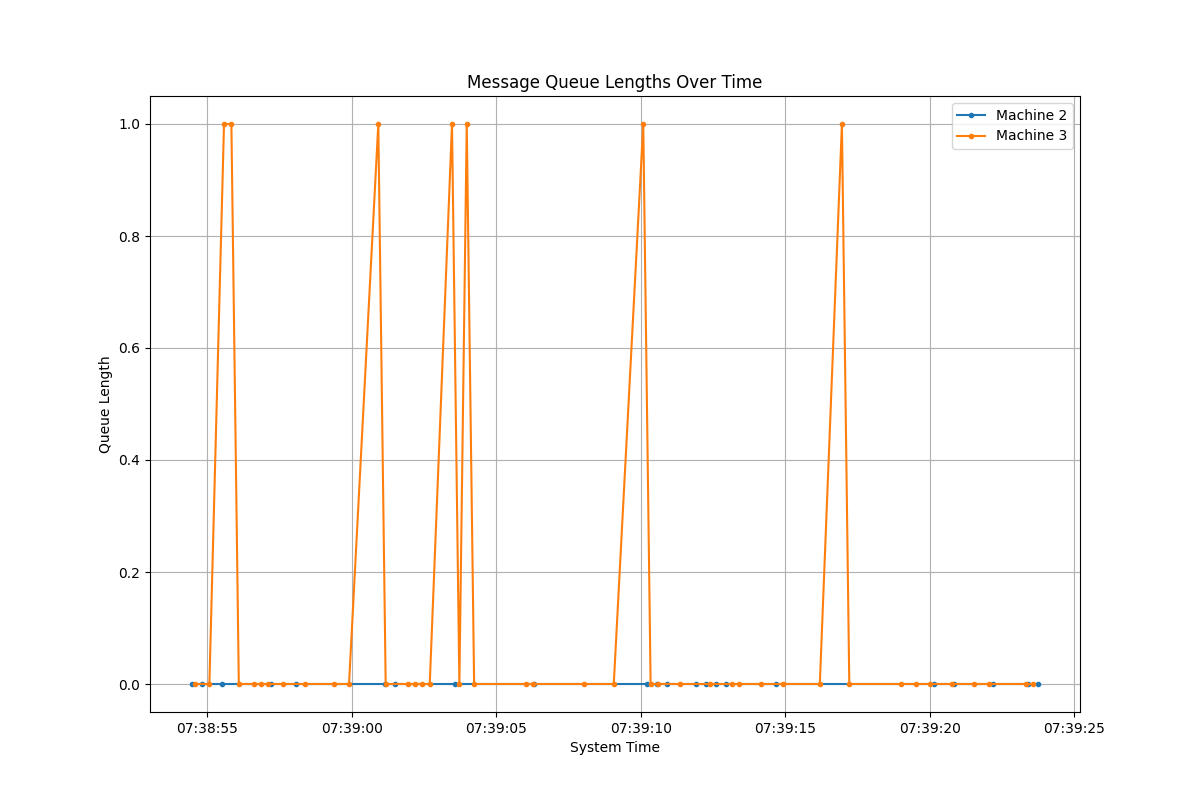 Message Queue Lengths Over Time
Machine 2
Machine 3
1.0
0.8
0.6
0.4
0.2
0.0
Queue Length
07:38:55 07:39:00 07:39:05 07:39:10 07:39:15 07:39:20 07:39:25
System Time